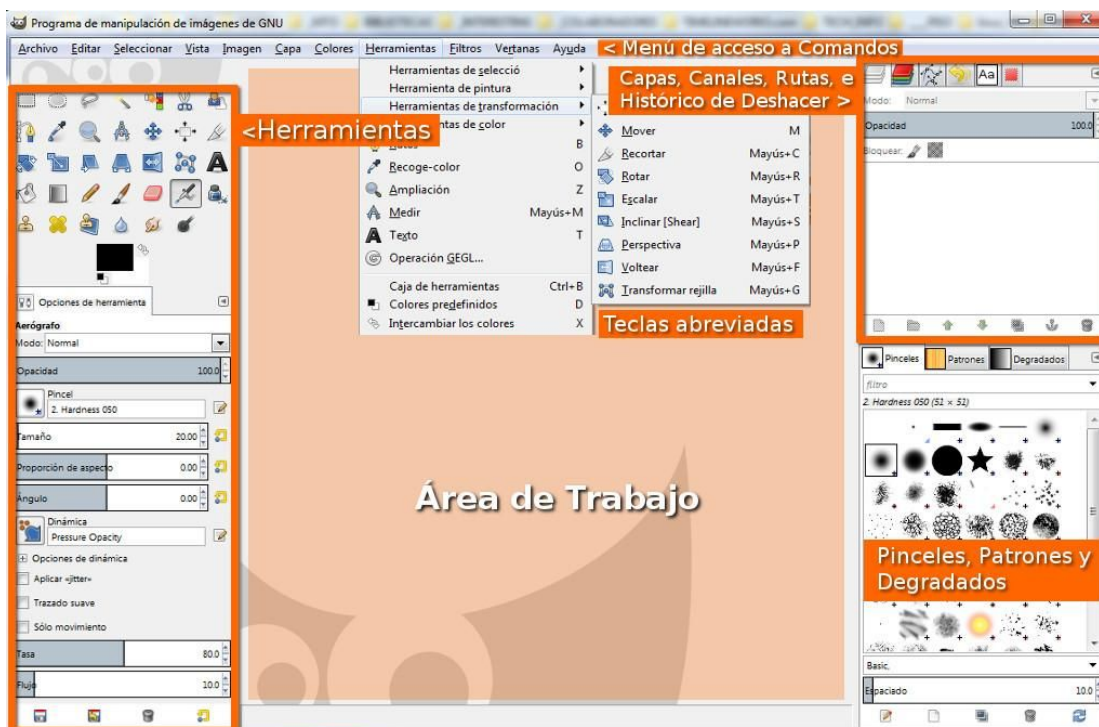 Programa de manipulación de imágenes de GNU
Archivo Editar Seleccionar Vista Imagen Capa Colores Herramientas Filtros Ventanas Ayuda
< Menú de acceso a Comandos
Capas, Canales, Rutas, e
Histórico de Deshacer >
<Herramientas
Herramientas de selecció
Herramienta de pintura
Herramientas de transformación
tas de color
B
Recoge-color O
Ampliación Z
Medir Mayús+M
Texto T
Operación GEGL...
Caja de herramientas Ctrl+B
Colores predefinidos D
Intercambiar los colores X
Mover M
Recortar Mayús+C
Rotar Mayús+R
Escalar Mayús+T
Inclinar [Shear] Mayús+S
Perspectiva Mayús+P
Voltear Mayús+F
Transformar rejilla Mayús+G
Teclas abreviadas
Opciones de herramienta
Aerógrafo
Modo: Normal
Opacidad 100.0
Pincel
2. Hardness 050
Tamaño 20.00
Proporción de aspecto 0.00
Ángulo 0.00
Dinámica
Pressure Opacity
Opciones de dinámica
Aplicar «jitter»
Trazado suave
Sólo movimiento
Tasa 80.0
Flujo 10.0
Área de Trabajo
Aa
Modo: Normal
Opacidad 100.0
Bloquear:
Pinceles Patrones Degradados
filtro
2. Hardness 050 (51 × 51)
Pinceles, Patrones y
Degradados
Basic,
Espaciado 10.0